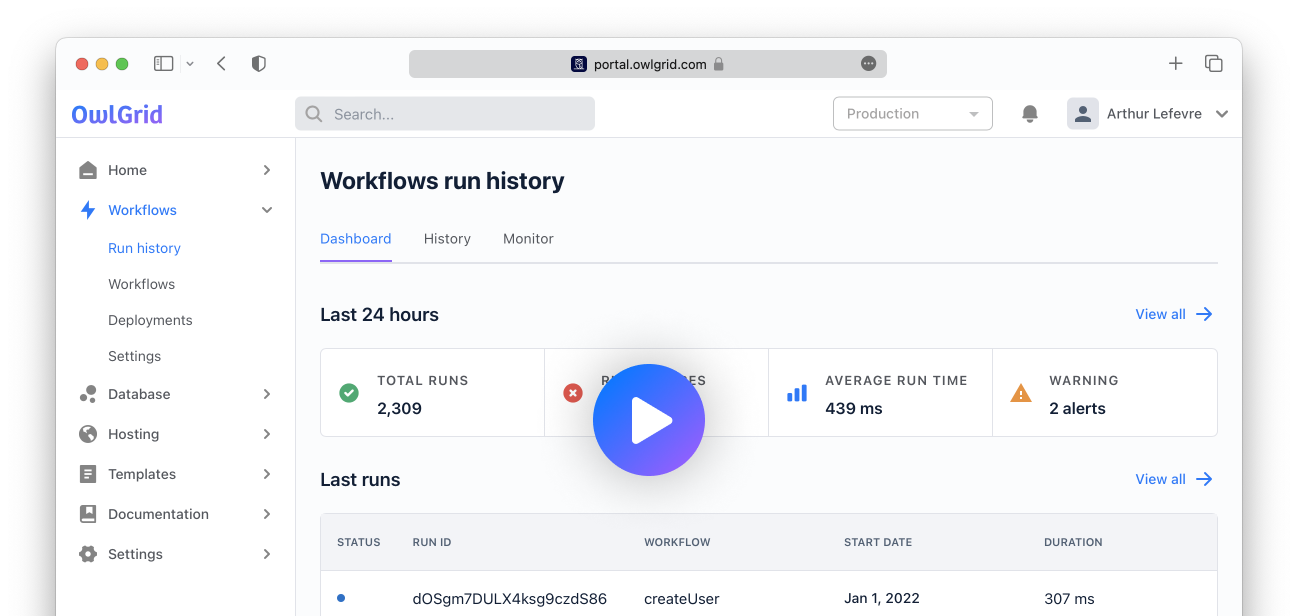 portal.owlgrid.com
OwlGrid
Search...
Production
Arthur Lefevre
Home
Workflows
Run history
Workflows
Deployments
Settings
Database
Hosting
Templates
Documentation
Settings
Workflows run history
Dashboard History Monitor
Last 24 hours
View all
TOTAL RUNS
2,309
AVERAGE RUN TIME
439 ms
WARNING
2 alerts
Last runs
View all
STATUS RUN ID WORKFLOW START DATE DURATION
dOSgm7DULX4ksg9czdS86 createUser Jan 1, 2022 307 ms